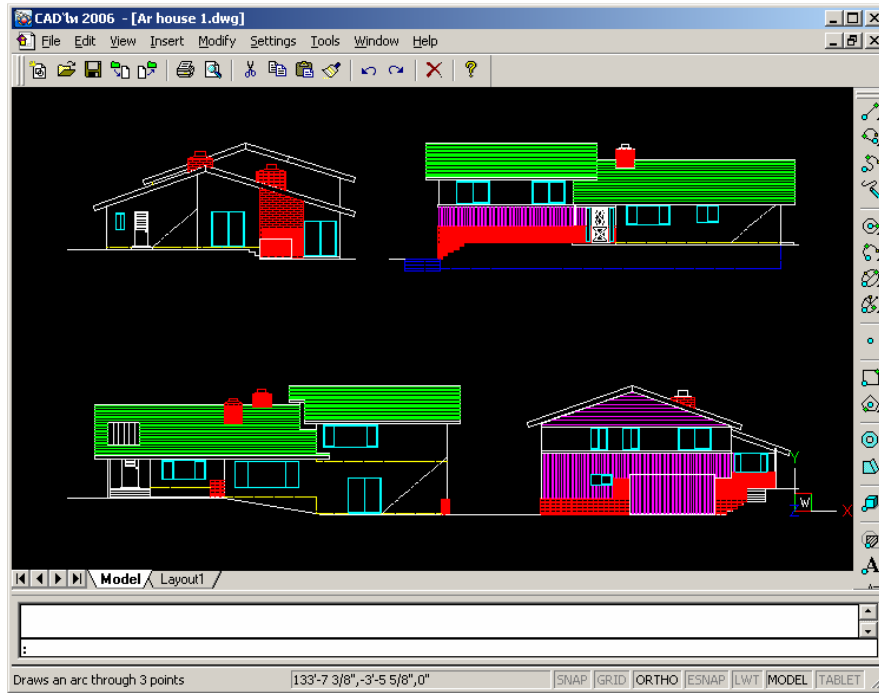 CAD'ln 2006 - [Ar house 1.dwg]
File Edit View Insert Modify Settings Tools Window Help
Y
W
X
Z
A
Model Layout1
:
Draws an arc through 3 points 133'-7 3/8",-3'-5 5/8",0" SNAP GRID ORTHO ESNAP LWT MODEL TABLET